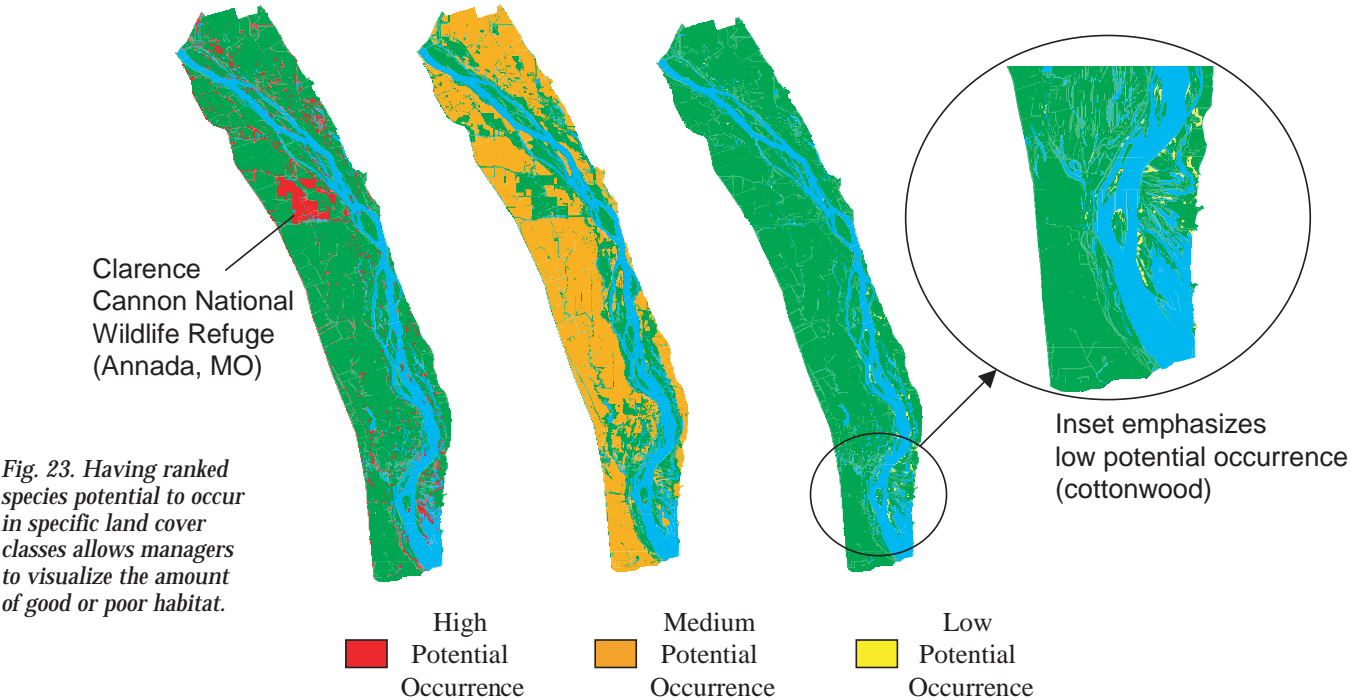 Clarence
Cannon National
Wildlife Refuge
(Annada, MO)
Inset emphasizes
low potential occurrence
(cottonwood)
Fig. 23. Having ranked
species potential to occur
in specific land cover
classes allows managers
to visualize the amount
of good or poor habitat.
High
Potential
Occurrence
Medium
Potential
Occurrence
Low
Potential
Occurrence